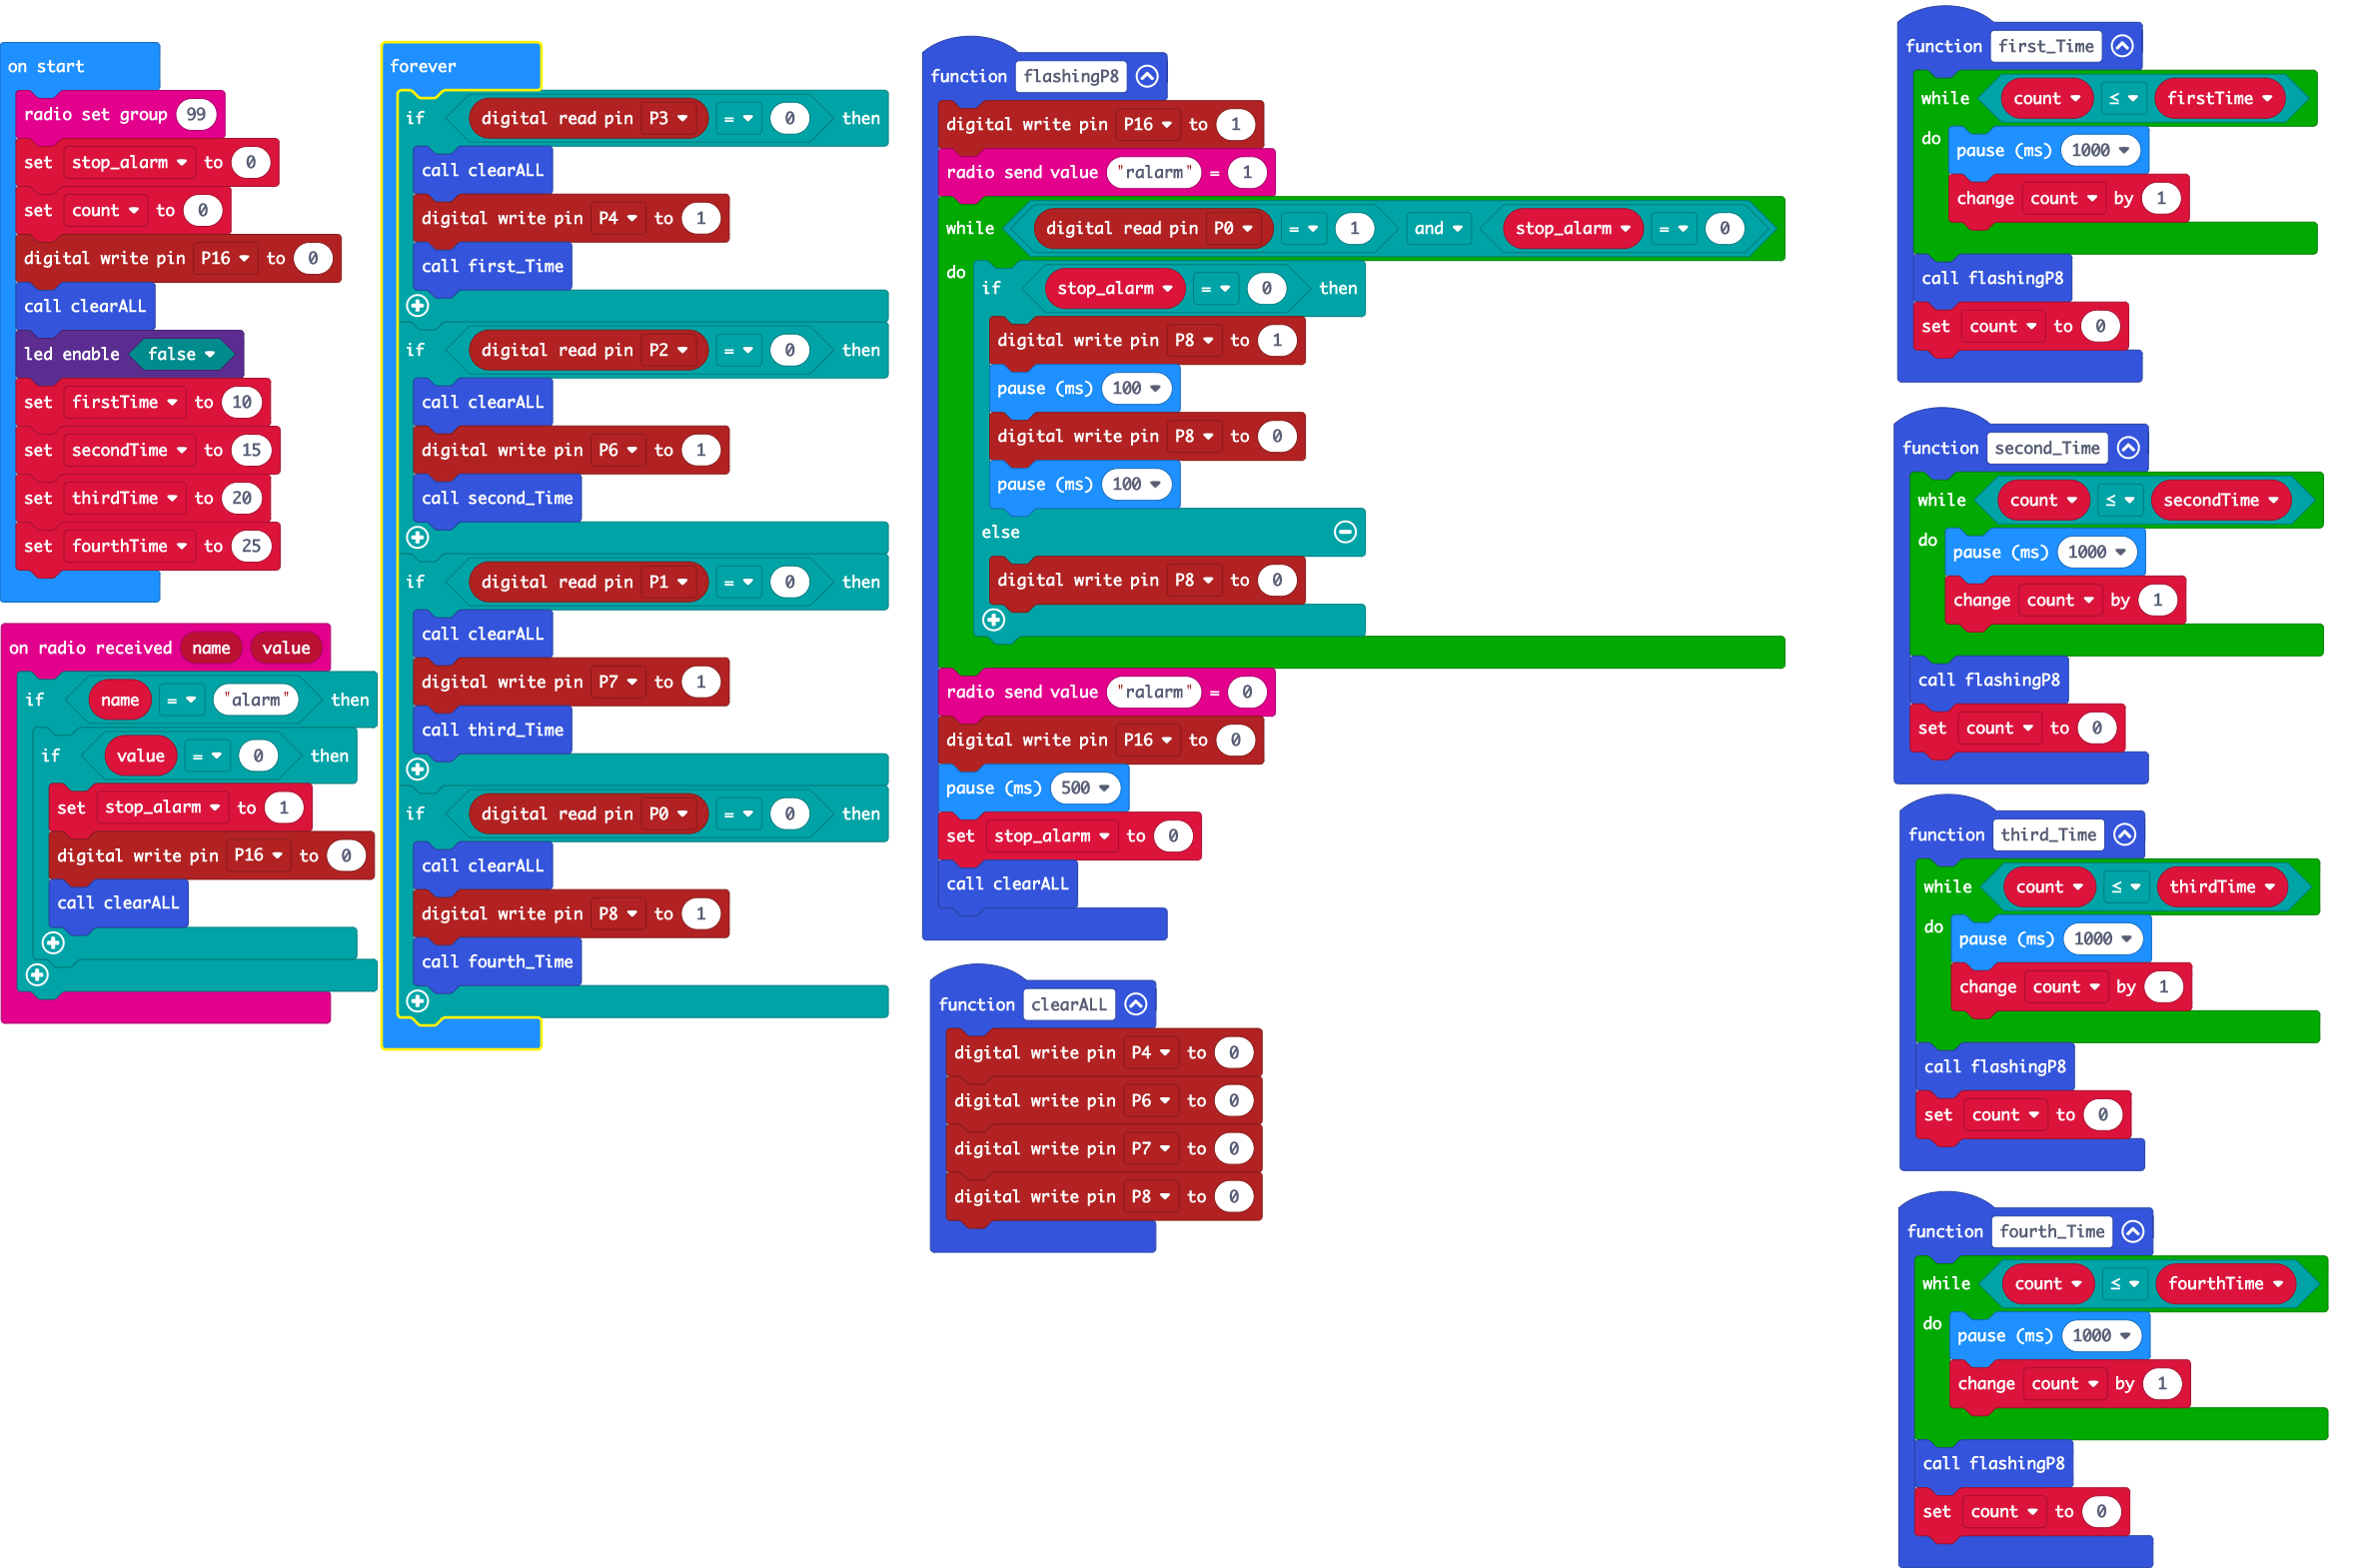 on start
radio set group 99
set stop_alarm to 0
set count to 0
digital write pin P16 to 0
call clearALL
led enable false
set firstTime to 10
set secondTime to 15
set thirdTime to 20
set fourthTime to 25
on radio received name value
if name = "alarm" then
if value = 0 then
set stop_alarm to 1
digital write pin P16 to 0
call clearALL
forever
if digital read pin P3 = 0 then
call clearALL
digital write pin P4 to 1
call first_Time
if digital read pin P2 = 0 then
call clearALL
digital write pin P6 to 1
call second_Time
if digital read pin P1 = 0 then
call clearALL
digital write pin P7 to 1
call third_Time
if digital read pin P0 = 0 then
call clearALL
digital write pin P8 to 1
call fourth_Time
function flashingP8
digital write pin P16 to 1
radio send value "ralarm" = 1
while digital read pin P0 = 1 and stop_alarm = 0
do
if stop_alarm = 0 then
digital write pin P8 to 1
pause (ms) 100
digital write pin P8 to 0
pause (ms) 100
else
digital write pin P8 to 0
radio send value "ralarm" = 0
digital write pin P16 to 0
pause (ms) 500
set stop_alarm to 0
call clearALL
function clearALL
digital write pin P4 to 0
digital write pin P6 to 0
digital write pin P7 to 0
digital write pin P8 to 0
function first_Time
while count ≤ firstTime
do
pause (ms) 1000
change count by 1
call flashingP8
set count to 0
function second_Time
while count ≤ secondTime
do
pause (ms) 1000
change count by 1
call flashingP8
set count to 0
function third_Time
while count ≤ thirdTime
do
pause (ms) 1000
change count by 1
call flashingP8
set count to 0
function fourth_Time
while count ≤ fourthTime
do
pause (ms) 1000
change count by 1
call flashingP8
set count to 0